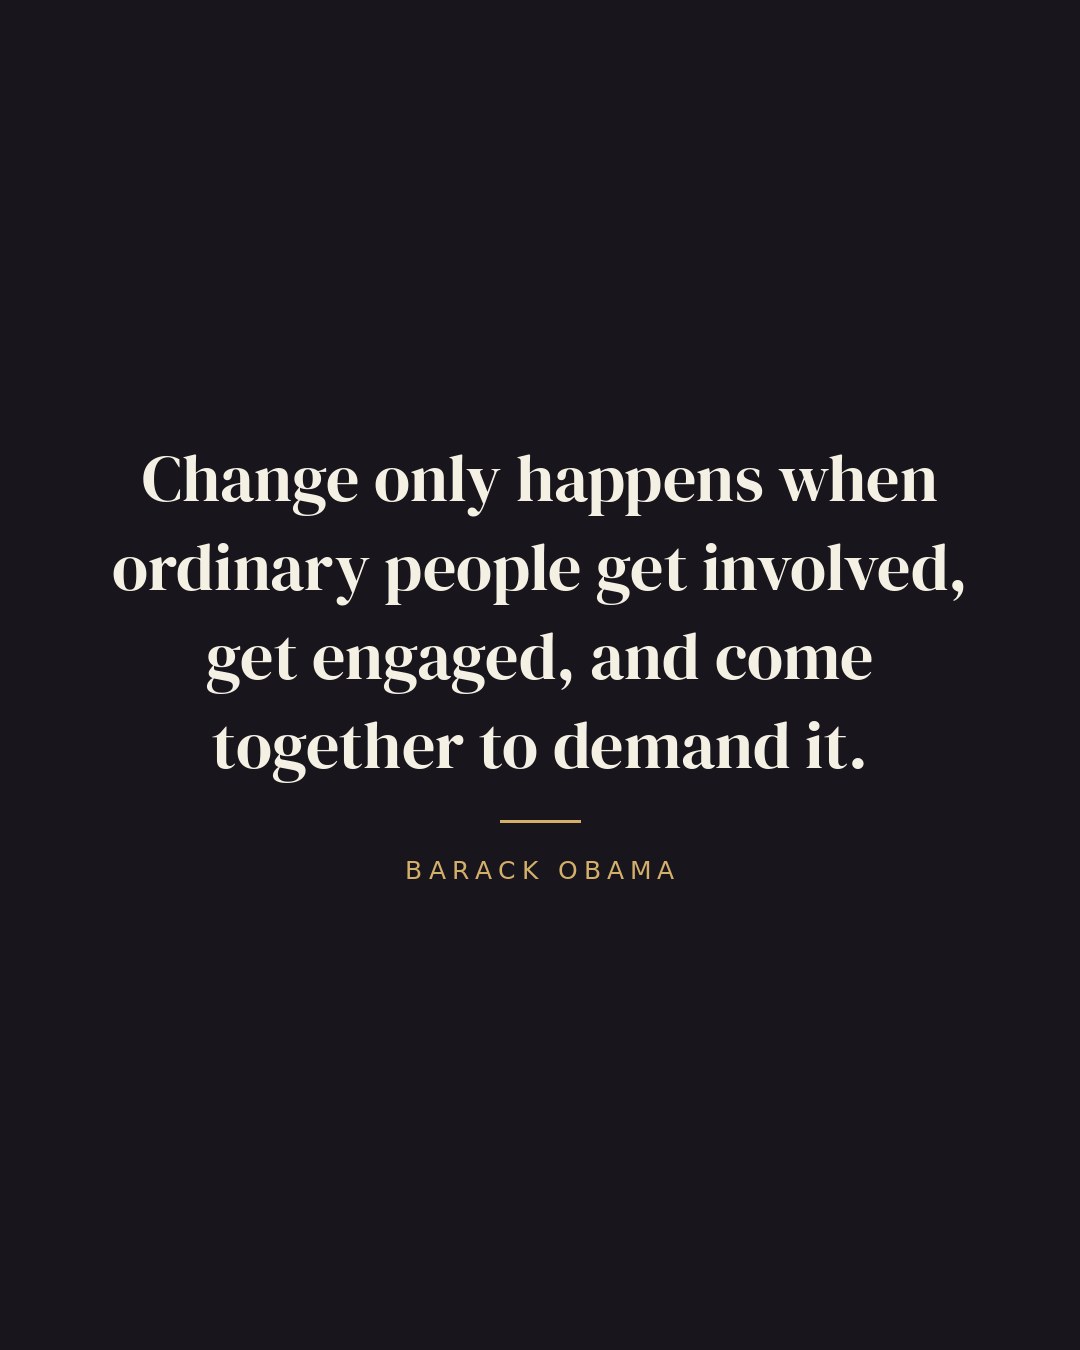 Change only happens when
ordinary people get involved,
get engaged, and come
together to demand it.
BARACK OBAMA